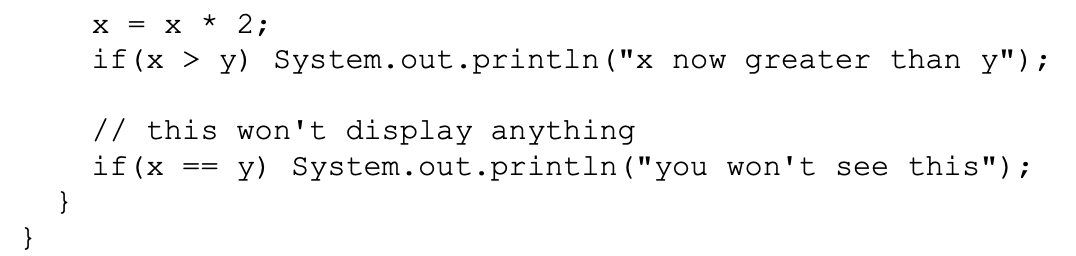 x = x * 2;
if(x > y) System.out.println("x now greater than y");
// this won't display anything
if(x == y) System.out.println("you won't see this");
}
}